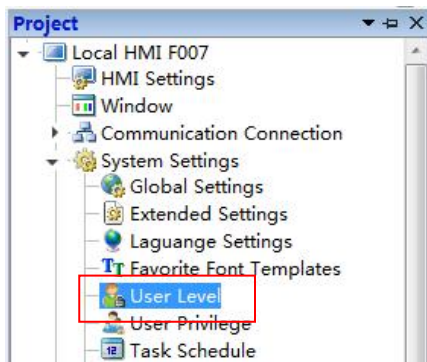 Project
Local HMI F007
HMI Settings
Window
Communication Connection
System Settings
Global Settings
Extended Settings
Laguange Settings
Favorite Font Templates
User Level
User Privilege
Task Schedule